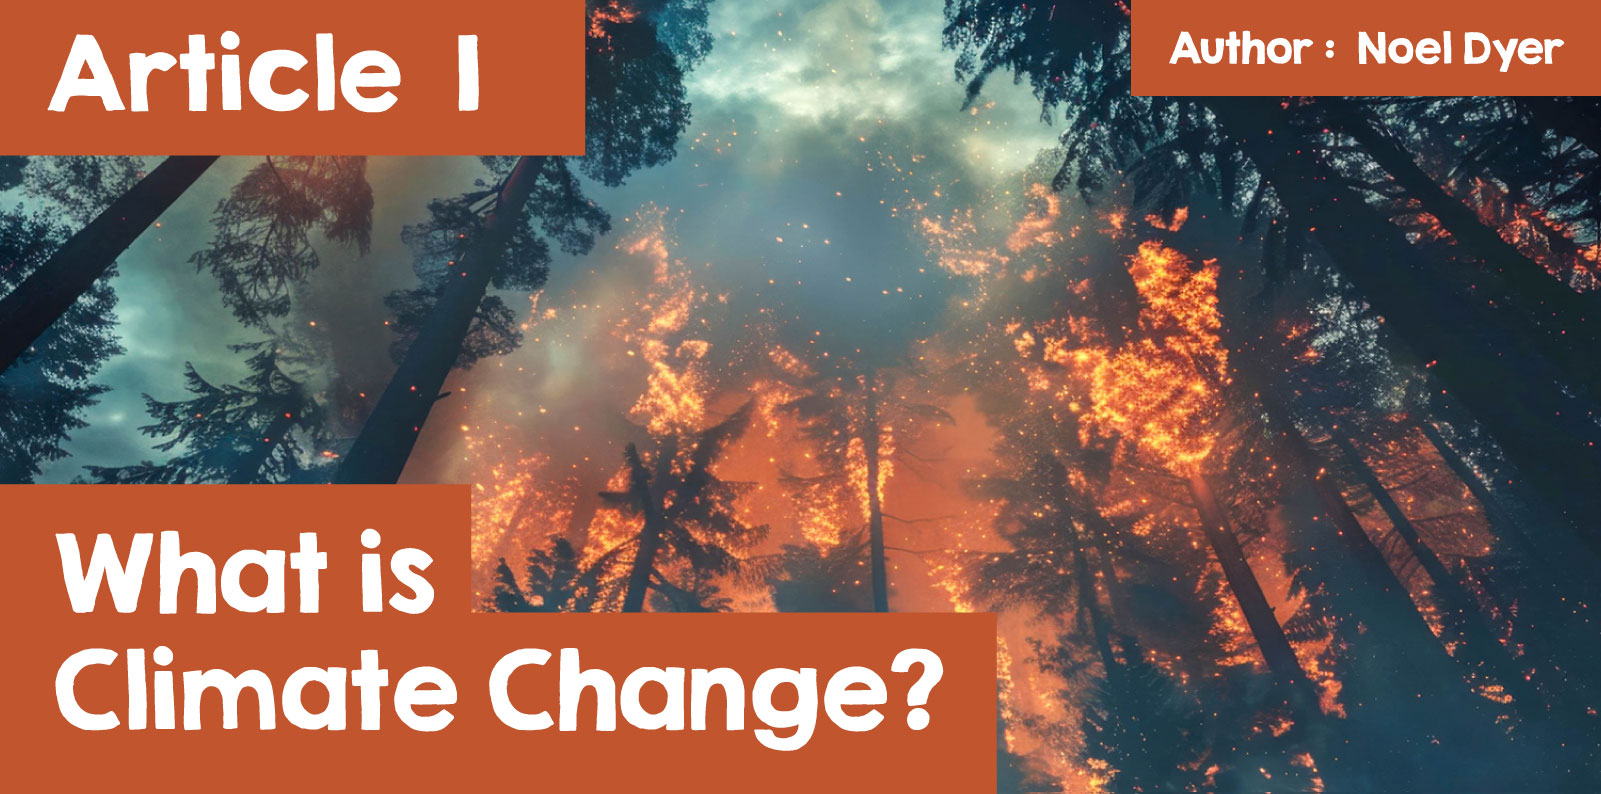 Article 1
Author : Noel Dyer
What is
Climate Change?